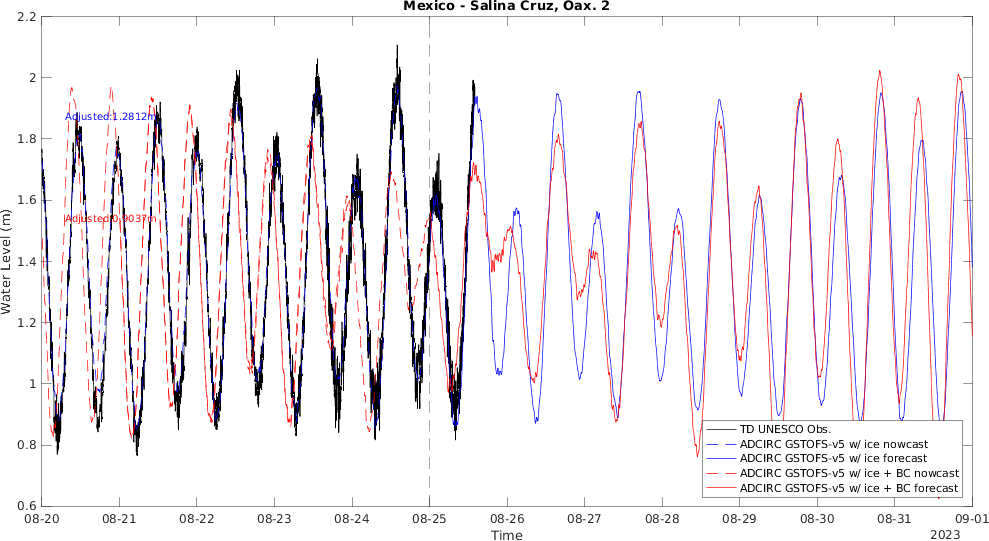 Mexico - Salina Cruz, Oax. 2
Water Level (m)
2.2
2
1.8
1.6
1.4
1.2
1
0.8
0.6
Adjusted:1.2812m
Adjusted:0.9037m
TD UNESCO Obs.
ADCIRC GSTOFS-v5 w/ ice nowcast
ADCIRC GSTOFS-v5 w/ ice forecast
ADCIRC GSTOFS-v5 w/ ice + BC nowcast
ADCIRC GSTOFS-v5 w/ ice + BC forecast
08-20 08-21 08-22 08-23 08-24 08-25 08-26 08-27 08-28 08-29 08-30 08-31 09-01
Time
2023